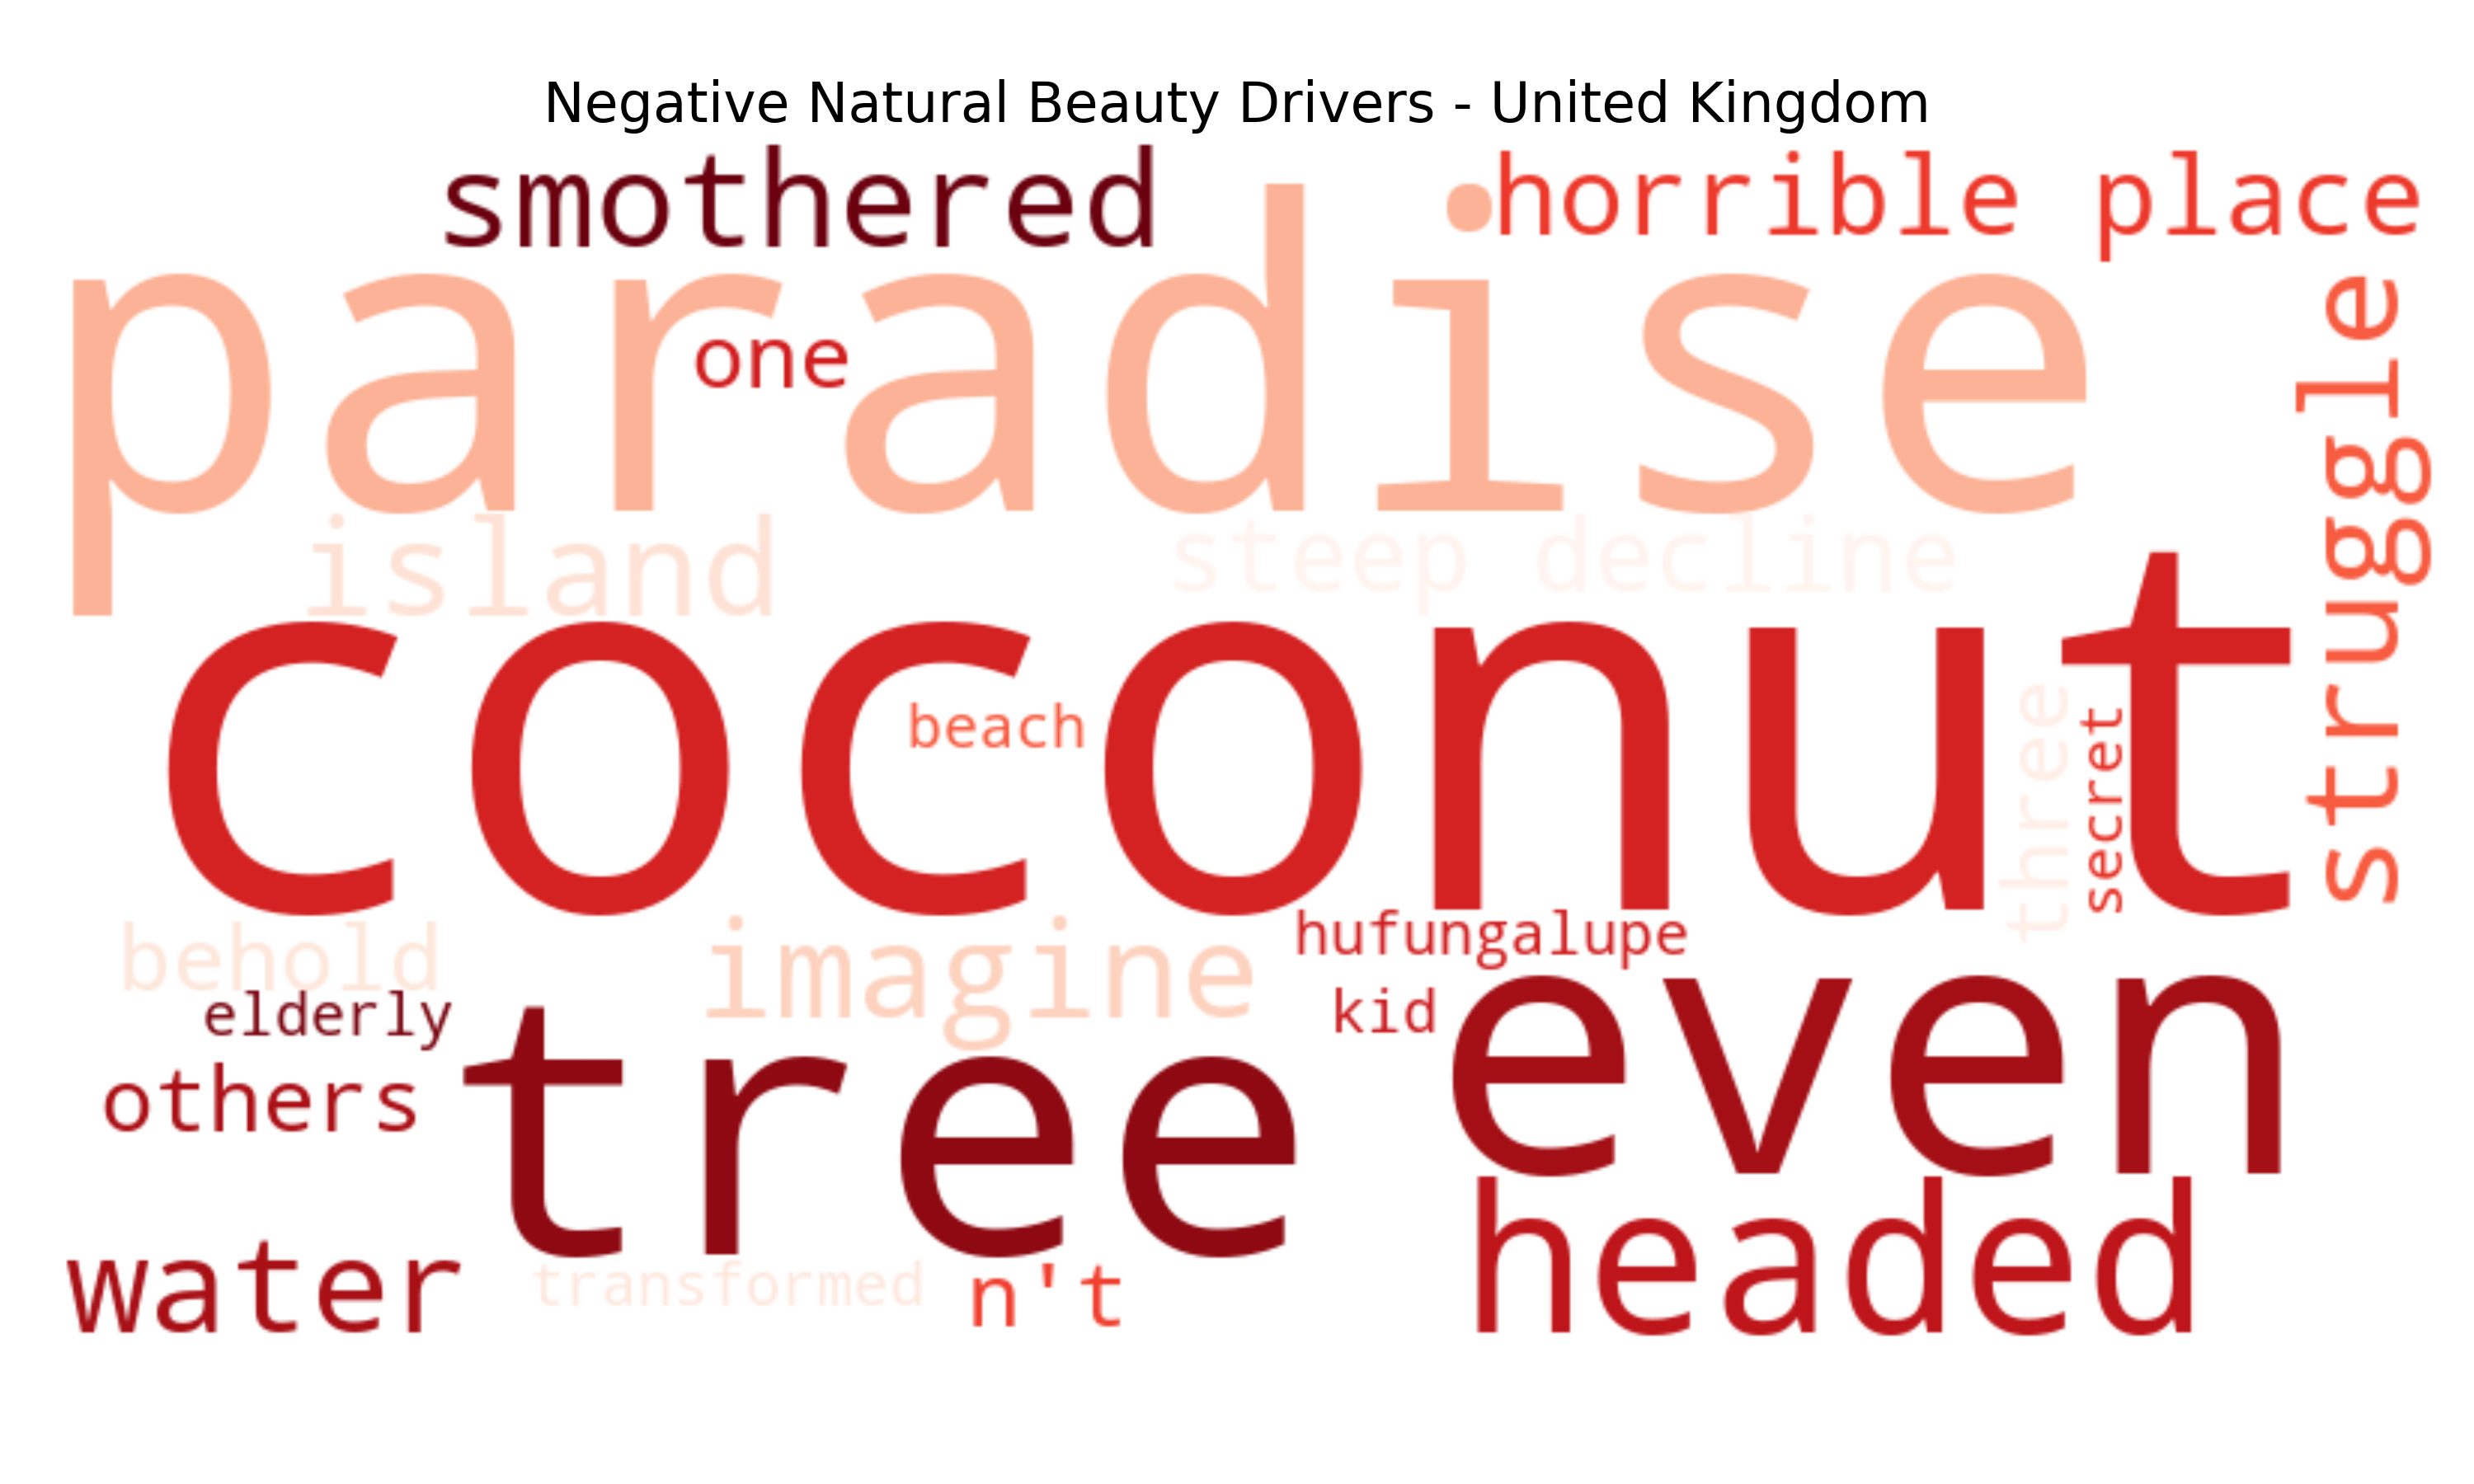 Negative Natural Beauty Drivers - United Kingdom
smothered
horrible place
paradise
one
struggle
island
steep decline
coconut
beach
three
secret
behold
imagine
hufungalupe
elderly
kid
even
others
tree
headed
water
transformed
n't